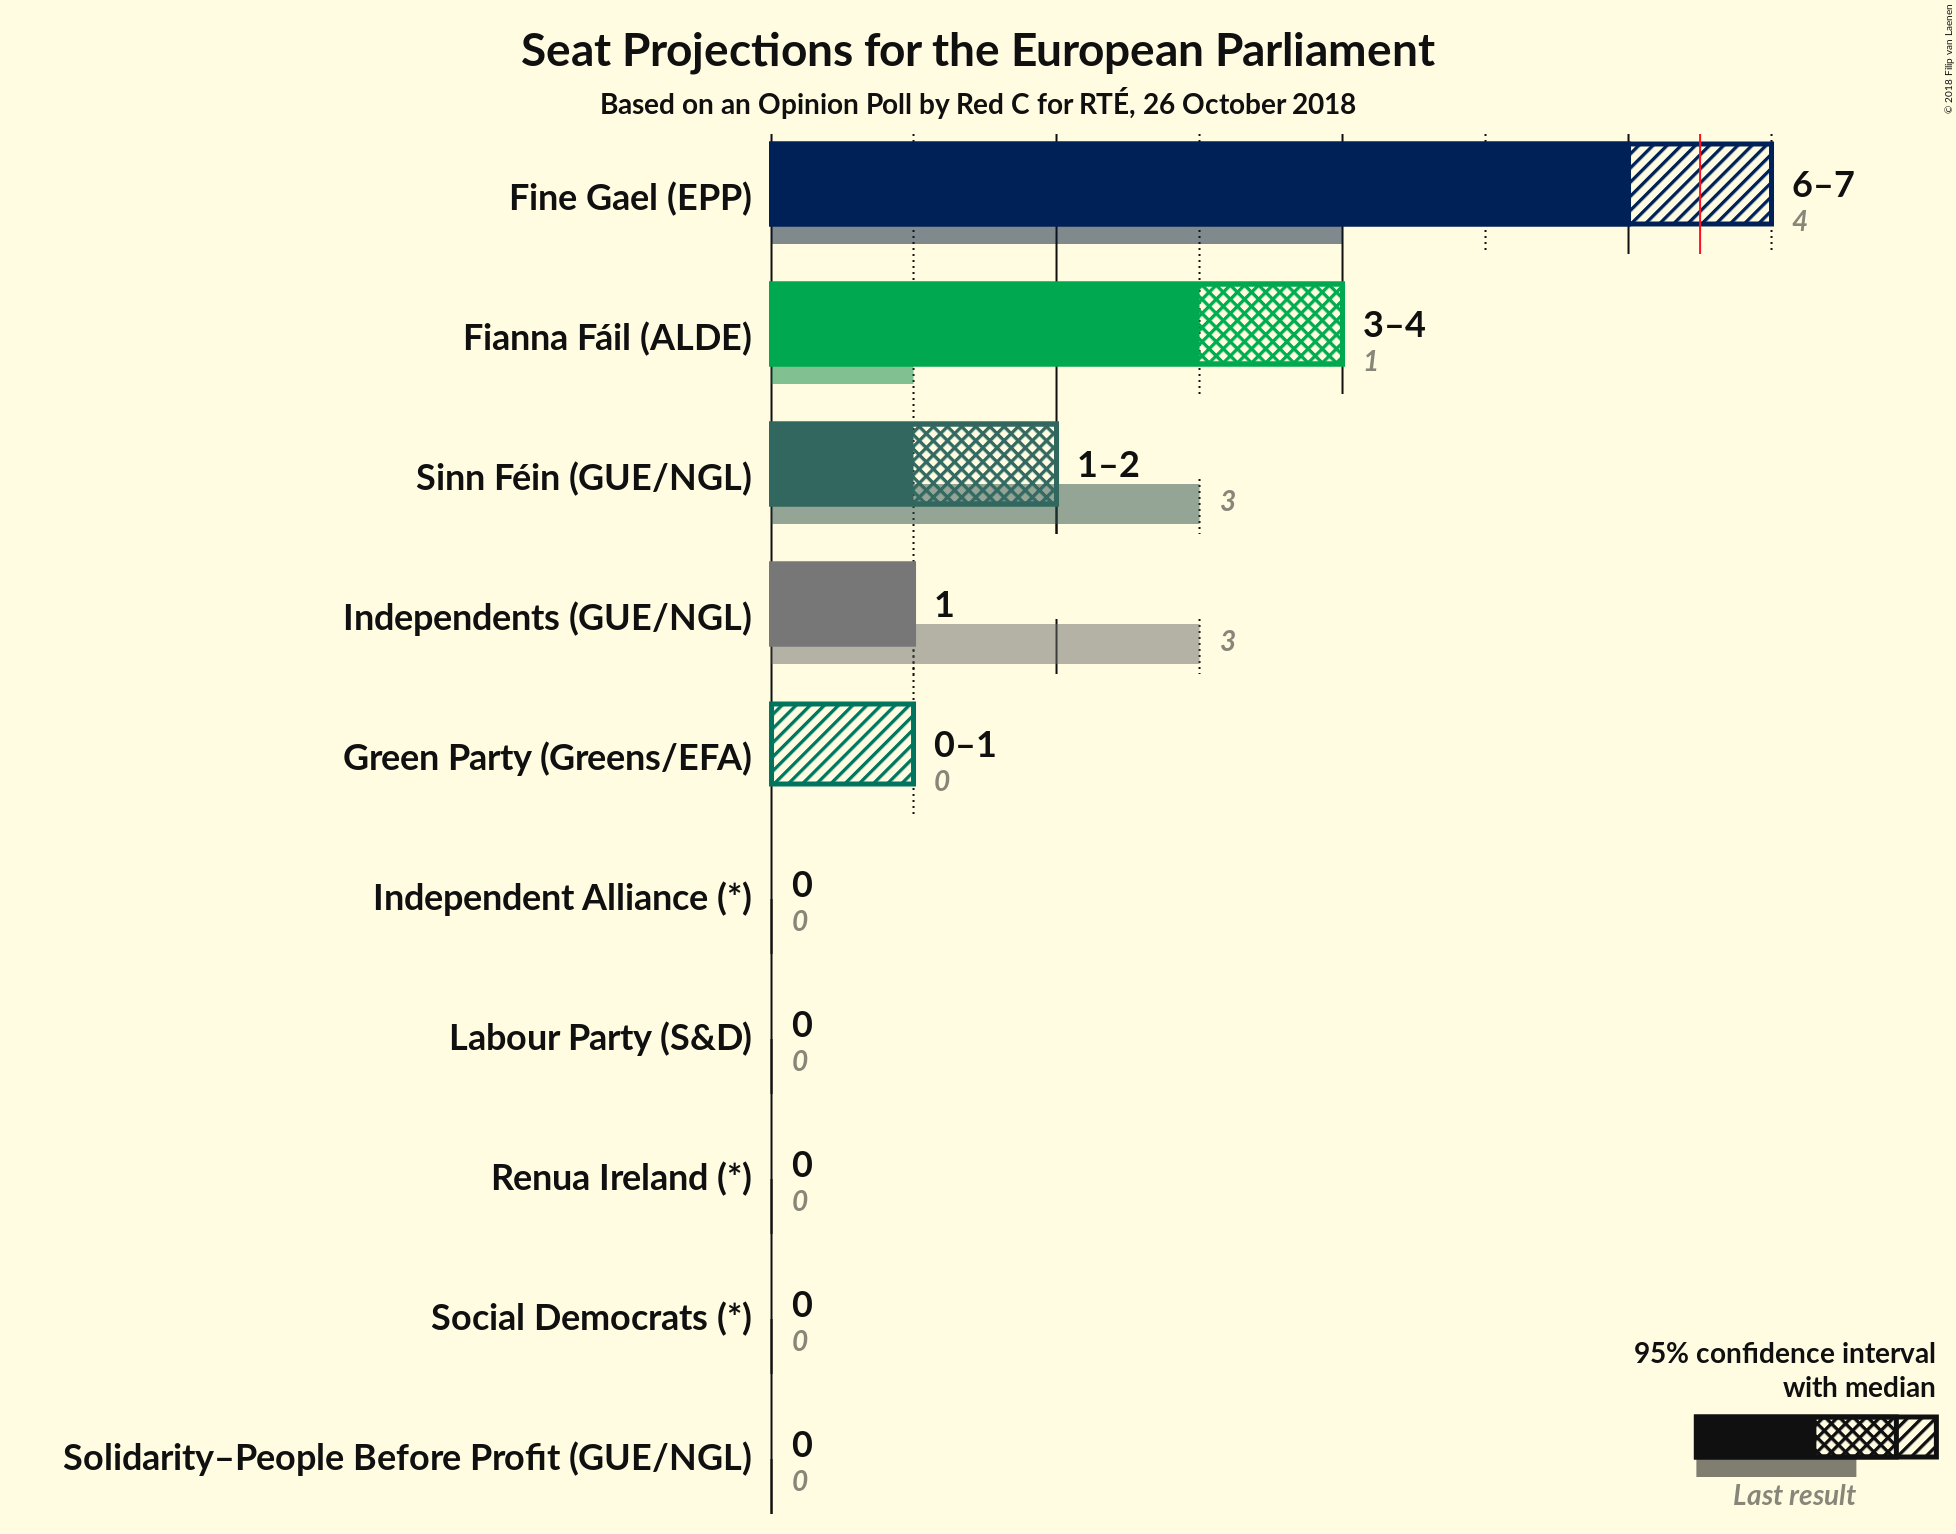 Seat Projections for the European Parliament
Based on an Opinion Poll by Red C for RTÉ, 26 October 2018
© 2018 Filip van Laenen
Fine Gael (EPP)
6–7
4
Fianna Fáil (ALDE)
3–4
1
Sinn Féin (GUE/NGL)
1–2
3
Independents (GUE/NGL)
1
3
Green Party (Greens/EFA)
0–1
0
Independent Alliance (*)
0
0
Labour Party (S&D)
0
0
Renua Ireland (*)
0
0
Social Democrats (*)
0
0
Solidarity–People Before Profit (GUE/NGL)
0
0
95% confidence interval
with median
Last result